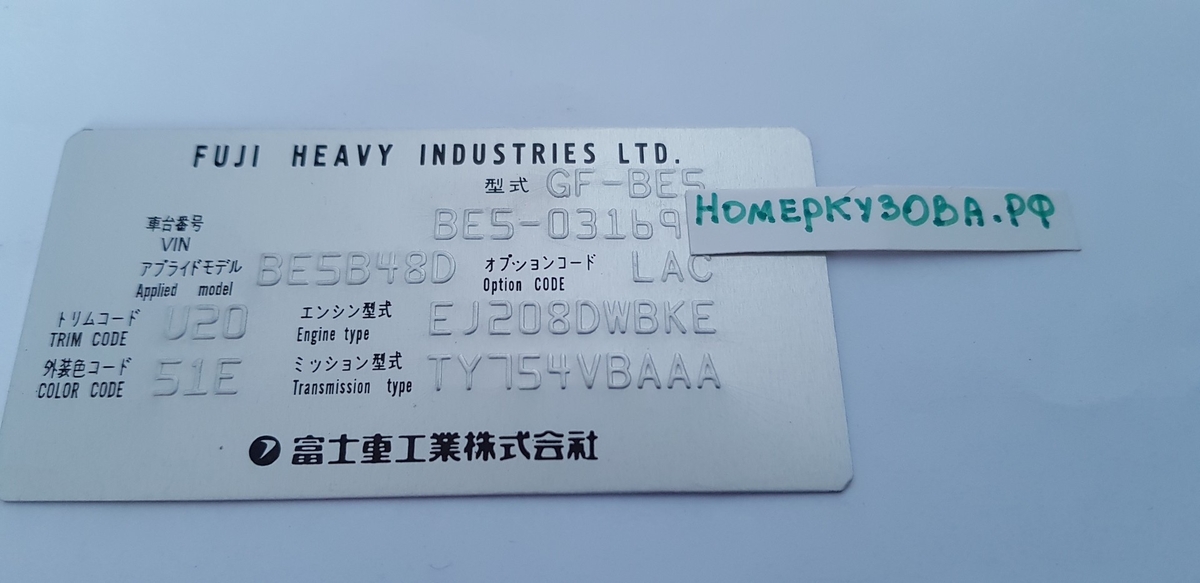 FUJI HEAVY INDUSTRIES LTD.
型式 GF-BE5
НОМЕРКУЗОВА.РФ
車台番号 BE5-03169
VIN
アプライドモデル BE5B48D オプションコード LAC
Applied model Option CODE
トリムコード U20 エンジン型式 EJ208DWBKE
TRIM CODE Engine type
外装色コード 51E ミッション型式 TY754VBAAA
COLOR CODE Transmission type
富士重工業株式会社